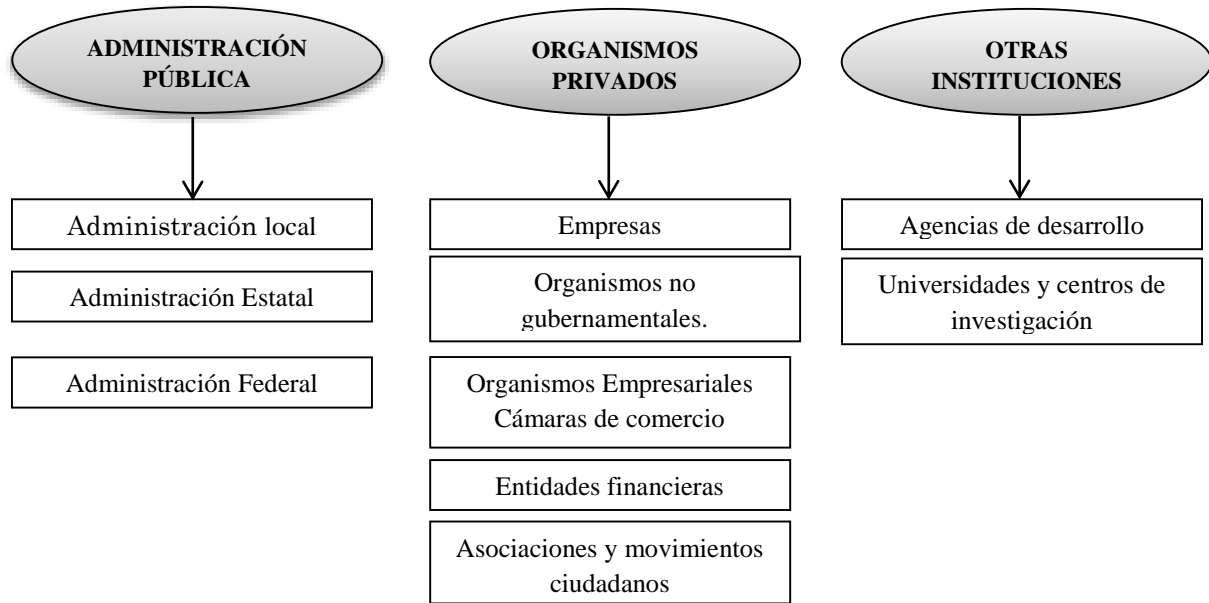 ADMINISTRACIÓN
PÚBLICA
Administración local
Administración Estatal
Administración Federal
ORGANISMOS
PRIVADOS
Empresas
Organismos no
gubernamentales.
Organismos Empresariales
Cámaras de comercio
Entidades financieras
Asociaciones y movimientos
ciudadanos
OTRAS
INSTITUCIONES
Agencias de desarrollo
Universidades y centros de
investigación